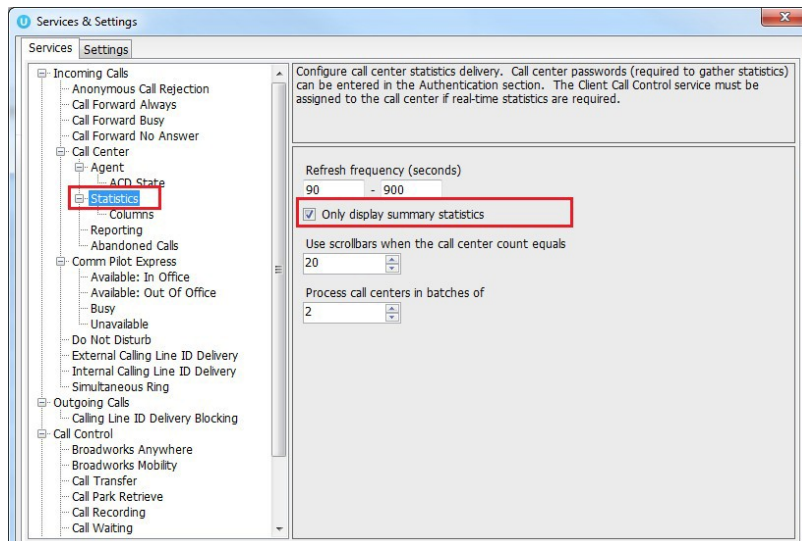 Services & Settings
Services
Settings
Incoming Calls
Anonymous Call Rejection
Call Forward Always
Call Forward Busy
Call Forward No Answer
Call Center
Agent
ACD State
Statistics
Columns
Reporting
Abandoned Calls
Comm Pilot Express
Available: In Office
Available: Out Of Office
Busy
Unavailable
Do Not Disturb
External Calling Line ID Delivery
Internal Calling Line ID Delivery
Simultaneous Ring
Outgoing Calls
Calling Line ID Delivery Blocking
Call Control
Broadworks Anywhere
Broadworks Mobility
Call Transfer
Call Park Retrieve
Call Recording
Call Waiting
Configure call center statistics delivery. Call center passwords (required to gather statistics)
can be entered in the Authentication section. The Client Call Control service must be
assigned to the call center if real-time statistics are required.
Refresh frequency (seconds)
90 - 900
Only display summary statistics
Use scrollbars when the call center count equals
20
Process call centers in batches of
2